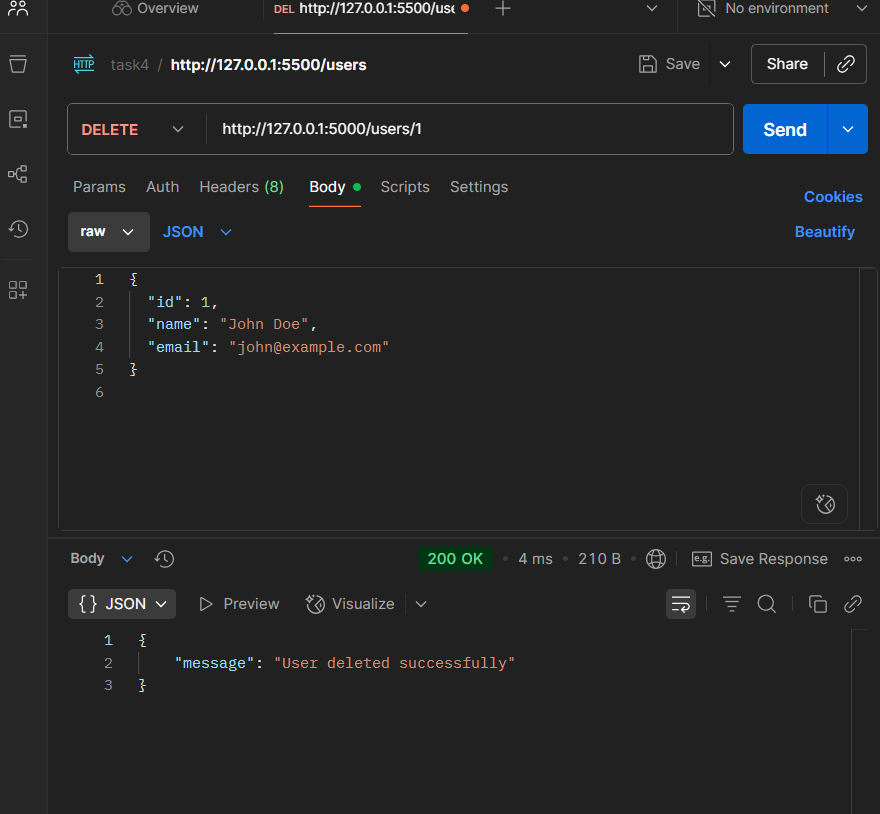 Overview
DEL http://127.0.0.1:5500/use
No environment
HTTP task4 / http://127.0.0.1:5500/users
Save
Share
DELETE
http://127.0.0.1:5000/users/1
Send
Params Auth Headers (8) Body Scripts Settings
Cookies
raw
JSON
Beautify
1 {
2 "id": 1,
3 "name": "John Doe",
4 "email": "john@example.com"
5 }
6
Body
200 OK • 4 ms • 210 B •
e.g. Save Response
{} JSON
Preview
Visualize
1 {
2 "message": "User deleted successfully"
3 }